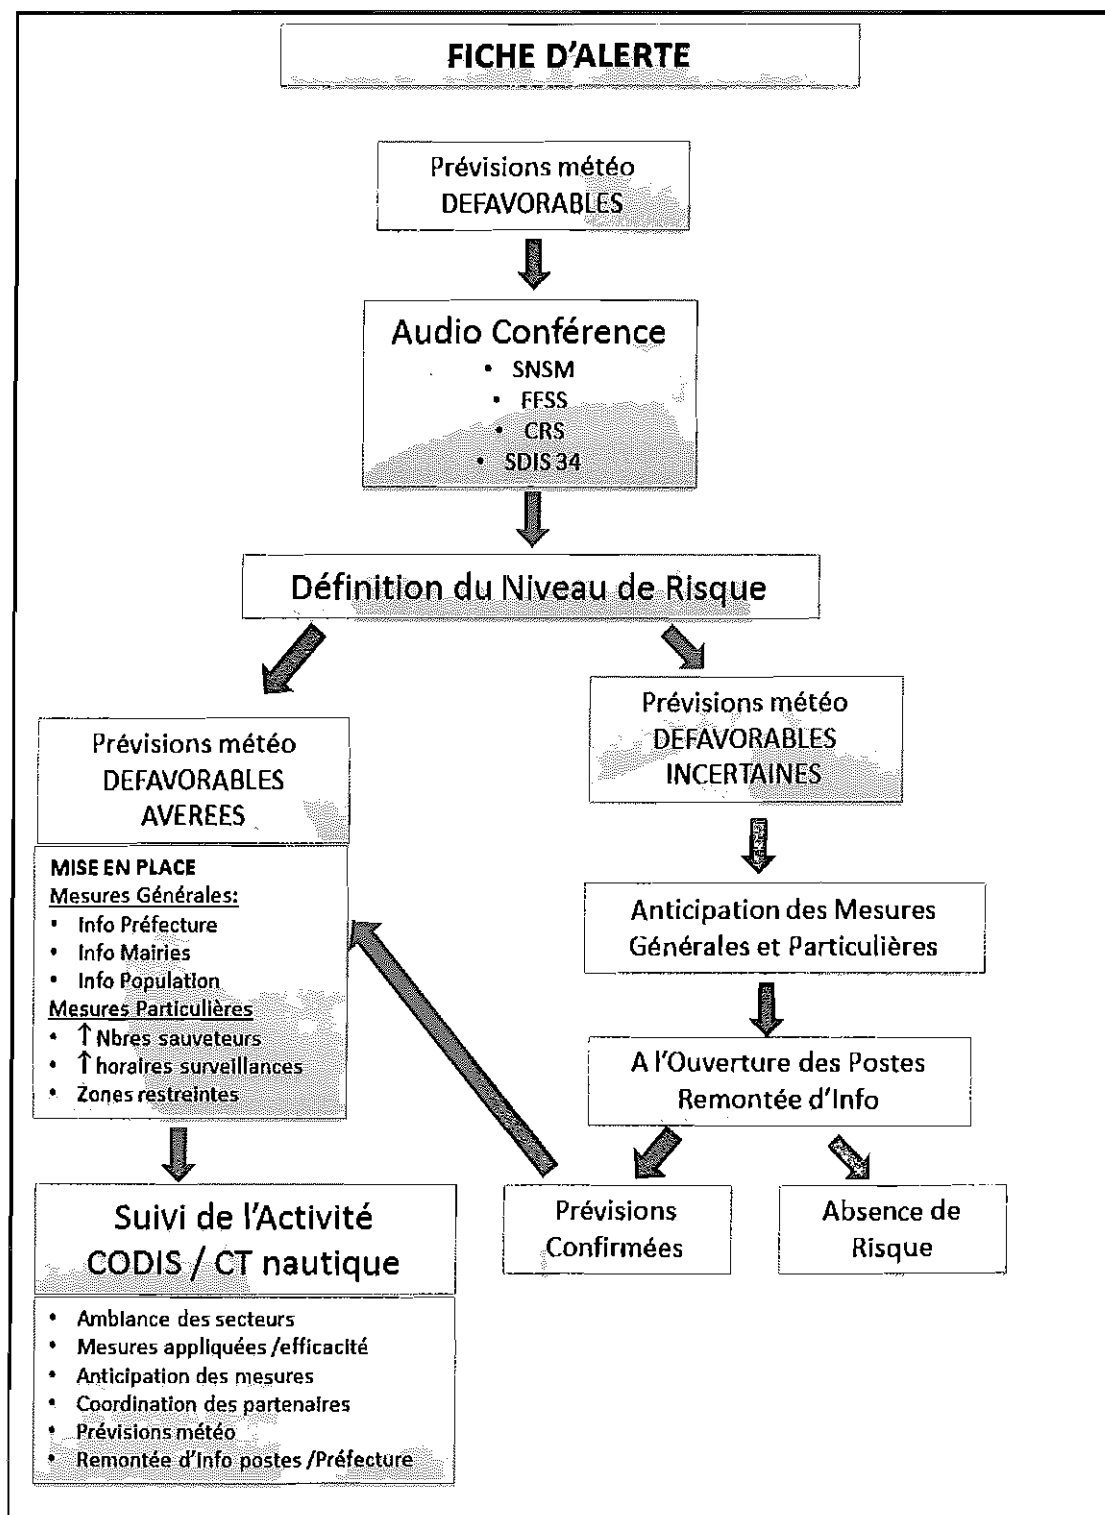 FICHE D'ALERTE
Prévisions météo
DEFAVORABLES
Audio Conférence
• SNSM
• FFSS
• CRS
• SDIS 34
Définition du Niveau de Risque
Prévisions météo
DEFAVORABLES
AVEREES
MISE EN PLACE
Mesures Générales:
• Info Préfecture
• Info Mairies
• Info Population
Mesures Particulières
• ↑ Nbres sauveteurs
• ↑ horaires surveillances
• Zones restreintes
Suivi de l'Activité
CODIS / CT nautique
• Ambiance des secteurs
• Mesures appliquées /efficacité
• Anticipation des mesures
• Coordination des partenaires
• Prévisions météo
• Remontée d'Info postes /Préfecture
Prévisions météo
DEFAVORABLES
INCERTAINES
Anticipation des Mesures
Générales et Particulières
A l'Ouverture des Postes
Remontée d'Info
Prévisions
Confirmées
Absence de
Risque